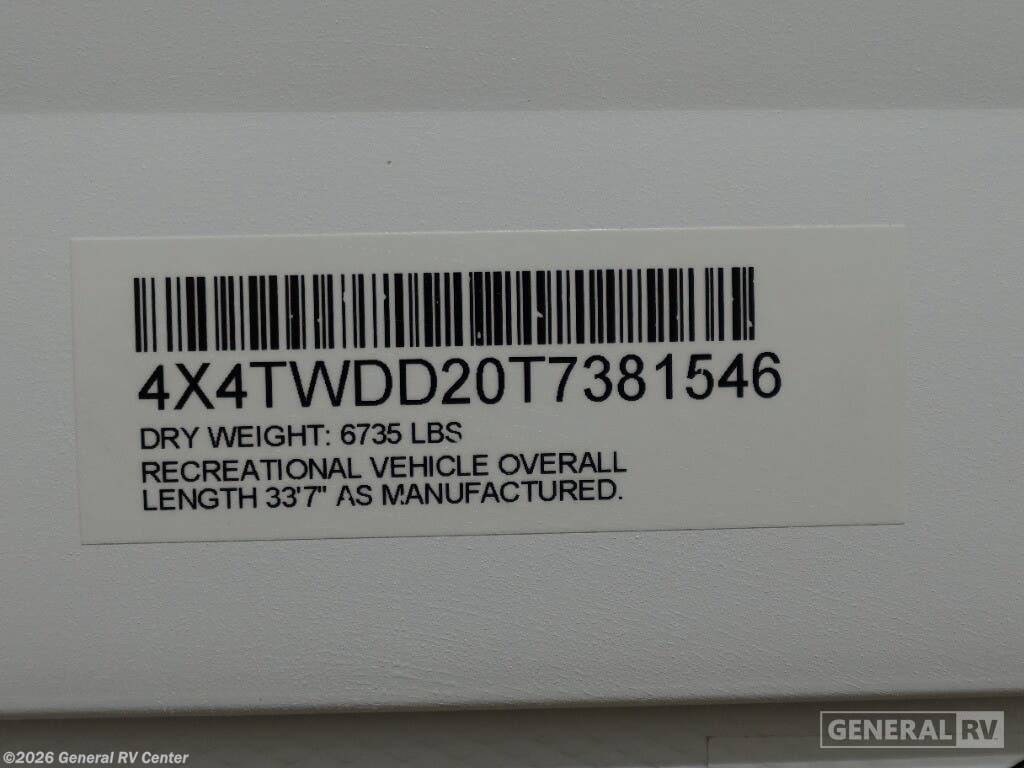 4X4TWDD20T7381546
DRY WEIGHT: 6735 LBS
RECREATIONAL VEHICLE OVERALL
LENGTH 33'7" AS MANUFACTURED.
GENERAL RV
©2026 General RV Center